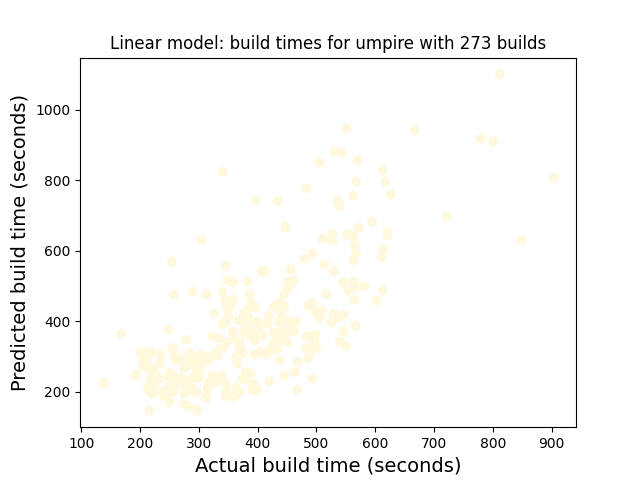 Linear model: build times for umpire with 273 builds
1000
800
600
400
200
Predicted build time (seconds)
100 200 300 400 500 600 700 800 900
Actual build time (seconds)